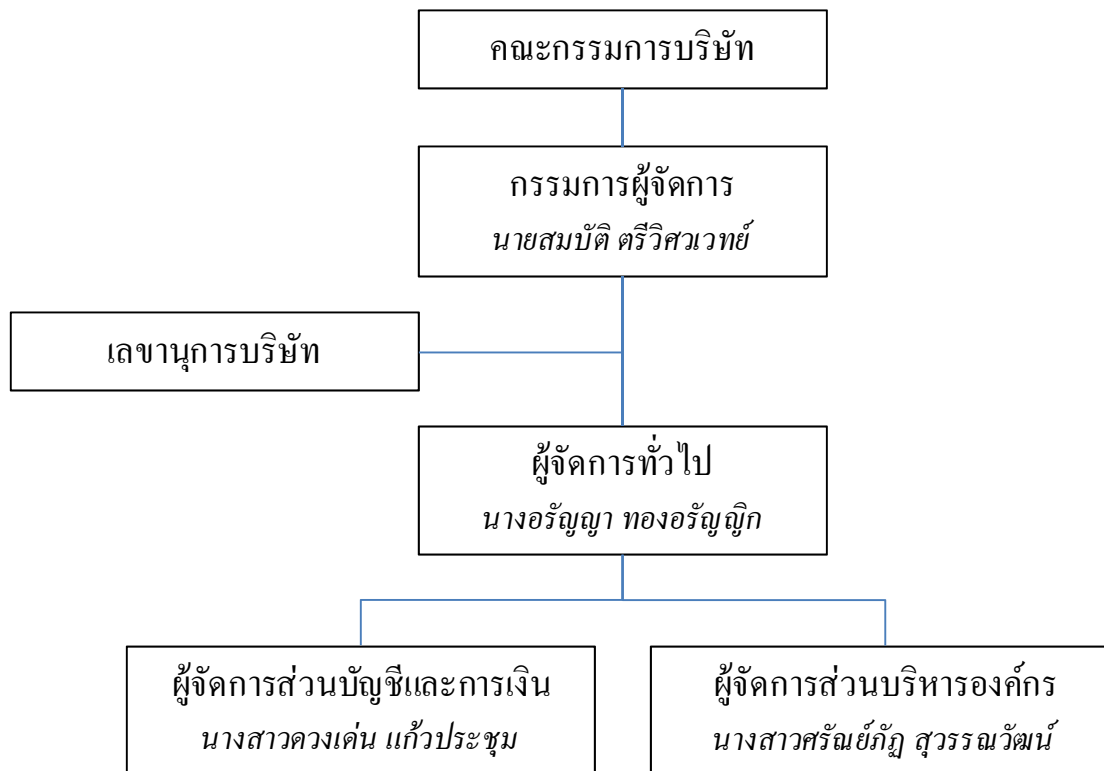 คณะกรรมการบริษัท
กรรมการผู้จัดการ
นายสมบัติ ตรีวิศวเวทย์
เลขานุการบริษัท
ผู้จัดการทั่วไป
นางอรัญญา ทองอรัญญิก
ผู้จัดการส่วนบัญชีและการเงิน
นางสาวดวงเด่น แก้วประชุม
ผู้จัดการส่วนบริหารองค์กร
นางสาวศรัณย์ภัฏ สุวรรณวัฒน์